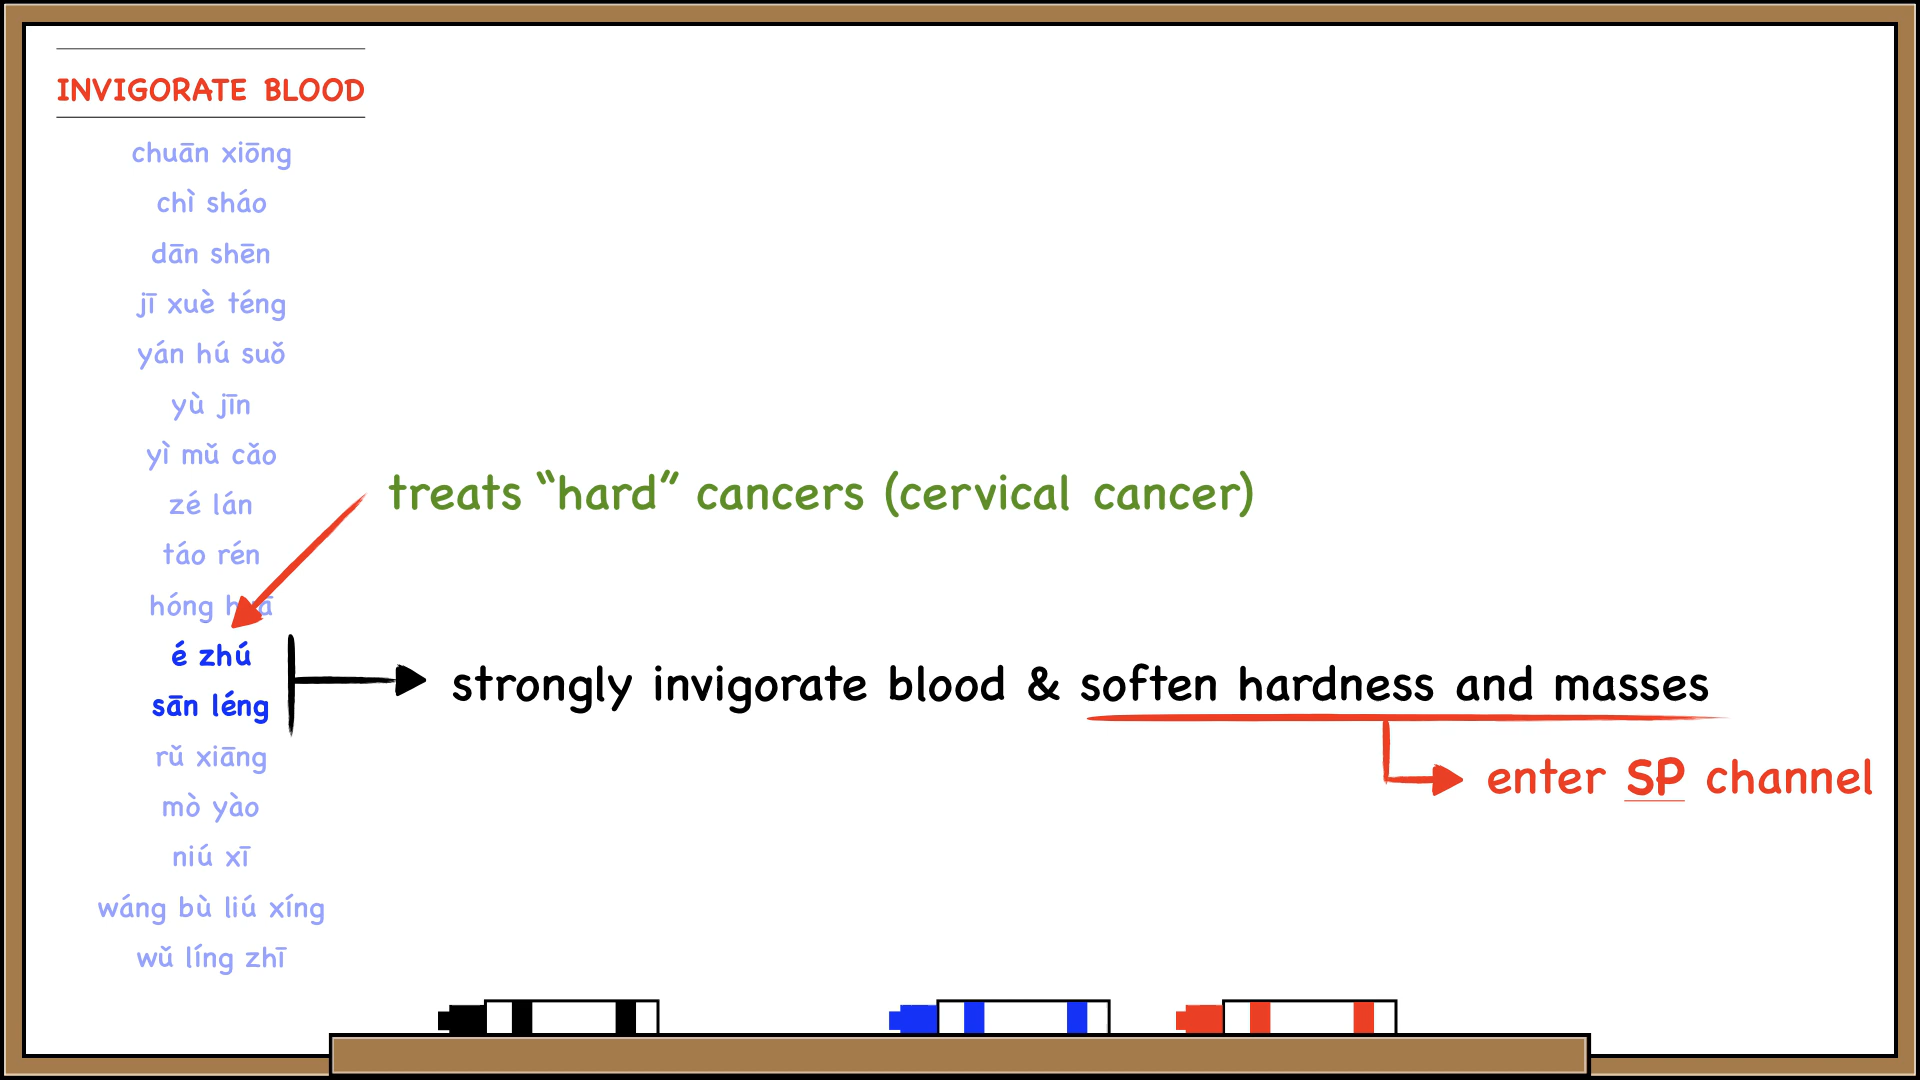 INVIGORATE BLOOD
chuān xiōng
chì sháo
dān shēn
jī xuè téng
yán hú suǒ
yù jīn
yì mǔ cǎo
zé lán
táo rén
hóng huā
é zhú
sān léng
rǔ xiāng
mò yào
niú xī
wáng bù liú xíng
wǔ líng zhī
treats “hard” cancers (cervical cancer)
strongly invigorate blood & soften hardness and masses
enter SP channel